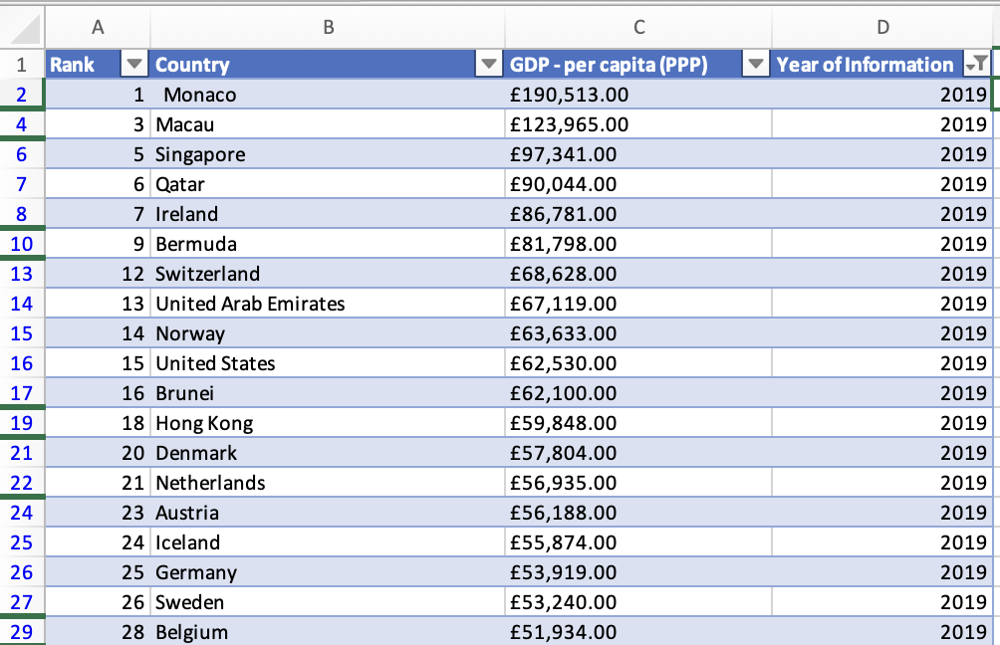 A B C D
1 Rank Country GDP - per capita (PPP) Year of Information
2 1 Monaco £190,513.00 2019
4 3 Macau £123,965.00 2019
6 5 Singapore £97,341.00 2019
7 6 Qatar £90,044.00 2019
8 7 Ireland £86,781.00 2019
10 9 Bermuda £81,798.00 2019
13 12 Switzerland £68,628.00 2019
14 13 United Arab Emirates £67,119.00 2019
15 14 Norway £63,633.00 2019
16 15 United States £62,530.00 2019
17 16 Brunei £62,100.00 2019
19 18 Hong Kong £59,848.00 2019
21 20 Denmark £57,804.00 2019
22 21 Netherlands £56,935.00 2019
24 23 Austria £56,188.00 2019
25 24 Iceland £55,874.00 2019
26 25 Germany £53,919.00 2019
27 26 Sweden £53,240.00 2019
29 28 Belgium £51,934.00 2019